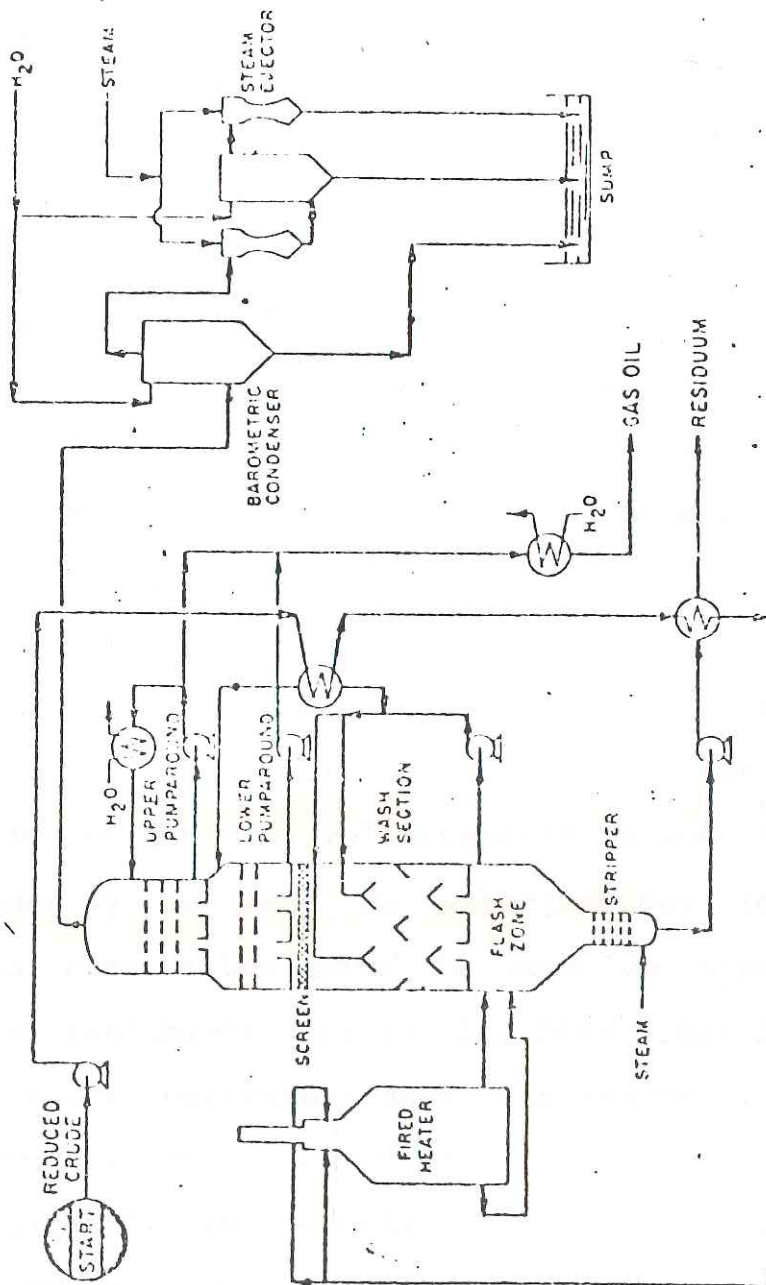 START
REDUCED
CRUDE
H₂O
STEAM
STEAM
EJECTOR
SUMP
BAROMETRIC
CONDENSER
GAS OIL
RESIDUUM
H₂O
H₂O
UPPER
PUMPAROUND
LOWER
PUMPAROUND
SCREEN
WASH
SECTION
FLASH
ZONE
STRIPPER
STEAM
FIRED
HEATER